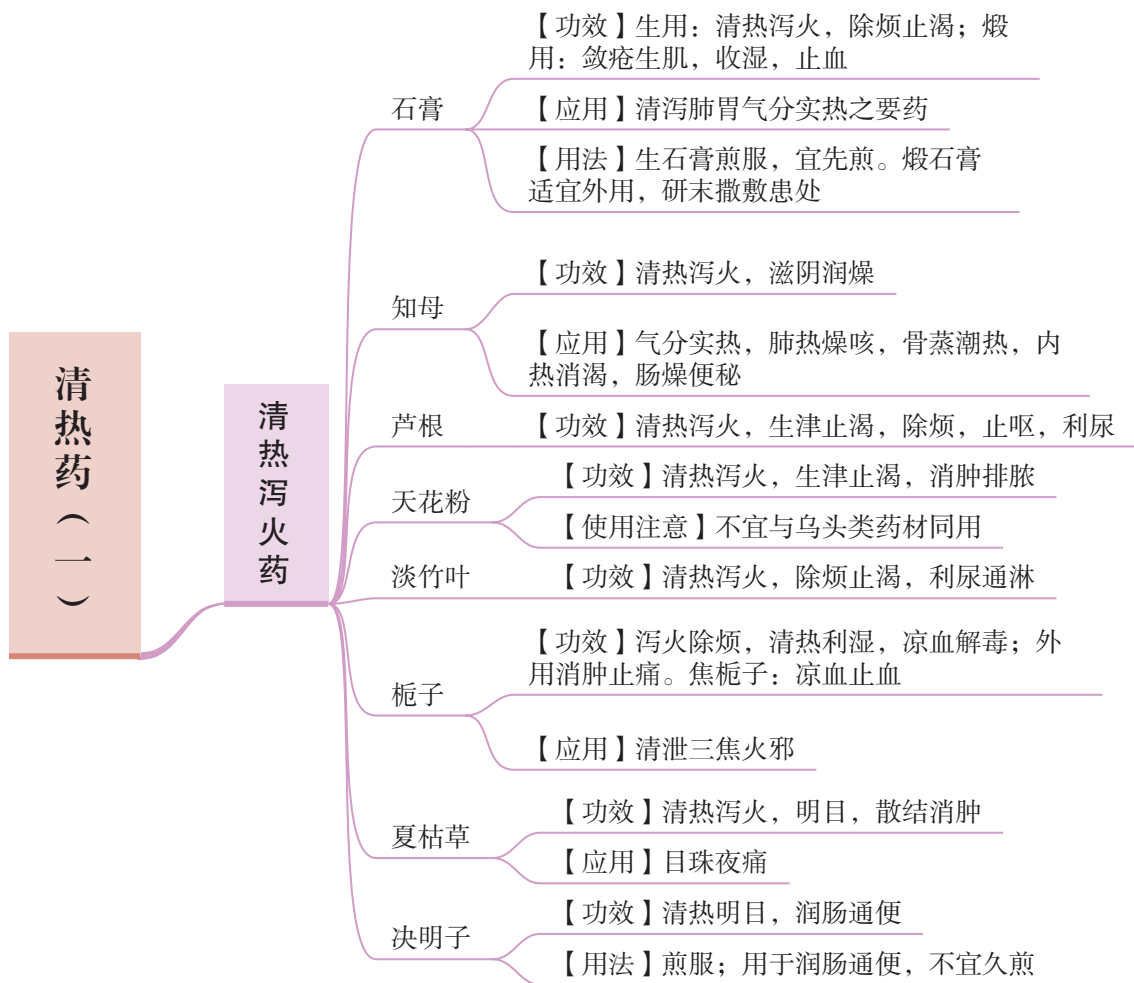 清热药（一）
清热泻火药
石膏
【功效】生用：清热泻火，除烦止渴；煅
用：敛疮生肌，收湿，止血
【应用】清泻肺胃气分实热之要药
【用法】生石膏煎服，宜先煎。煅石膏
适宜外用，研末撒敷患处
知母
【功效】清热泻火，滋阴润燥
【应用】气分实热，肺热燥咳，骨蒸潮热，内
热消渴，肠燥便秘
芦根
【功效】清热泻火，生津止渴，除烦，止呕，利尿
天花粉
【功效】清热泻火，生津止渴，消肿排脓
【使用注意】不宜与乌头类药材同用
淡竹叶
【功效】清热泻火，除烦止渴，利尿通淋
栀子
【功效】泻火除烦，清热利湿，凉血解毒；外
用消肿止痛。焦栀子：凉血止血
【应用】清泄三焦火邪
夏枯草
【功效】清热泻火，明目，散结消肿
【应用】目珠夜痛
决明子
【功效】清热明目，润肠通便
【用法】煎服；用于润肠通便，不宜久煎